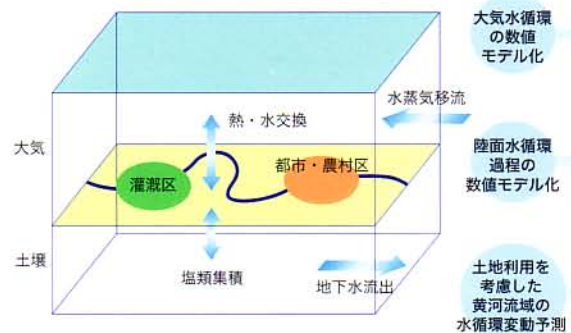 大気水循環
の数値
モデル化
水蒸気移流
熱・水交換
大気
陸面水循環
過程の
数値モデル化
都市・農村区
灌漑区
土壌
塩類集積
地下水流出
土地利用を
考慮した
黄河流域の
水循環変動予測